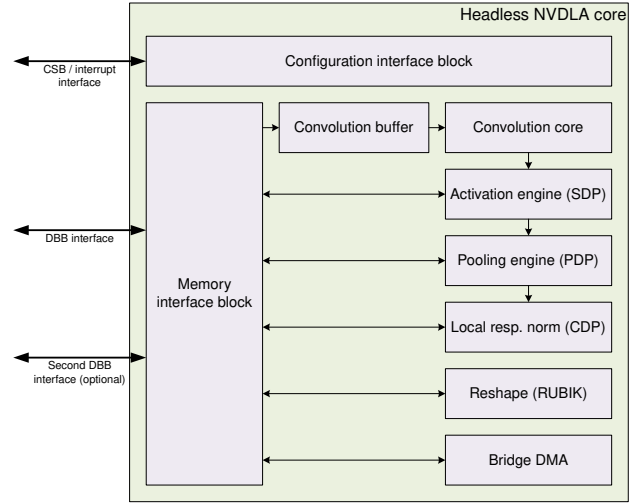 Headless NVDLA core
CSB / interrupt
interface
Configuration interface block
Convolution buffer
Convolution core
Activation engine (SDP)
DBB interface
Pooling engine (PDP)
Memory
interface block
Local resp. norm (CDP)
Second DBB
interface (optional)
Reshape (RUBIK)
Bridge DMA